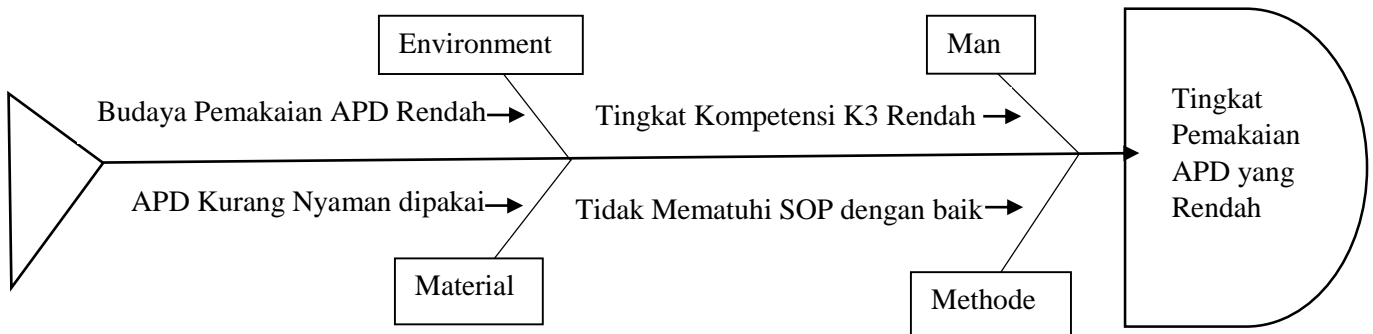 Environment
Man
Budaya Pemakaian APD Rendah
Tingkat Kompetensi K3 Rendah
Tingkat
Pemakaian
APD yang
Rendah
APD Kurang Nyaman dipakai
Tidak Mematuhi SOP dengan baik
Material
Methode